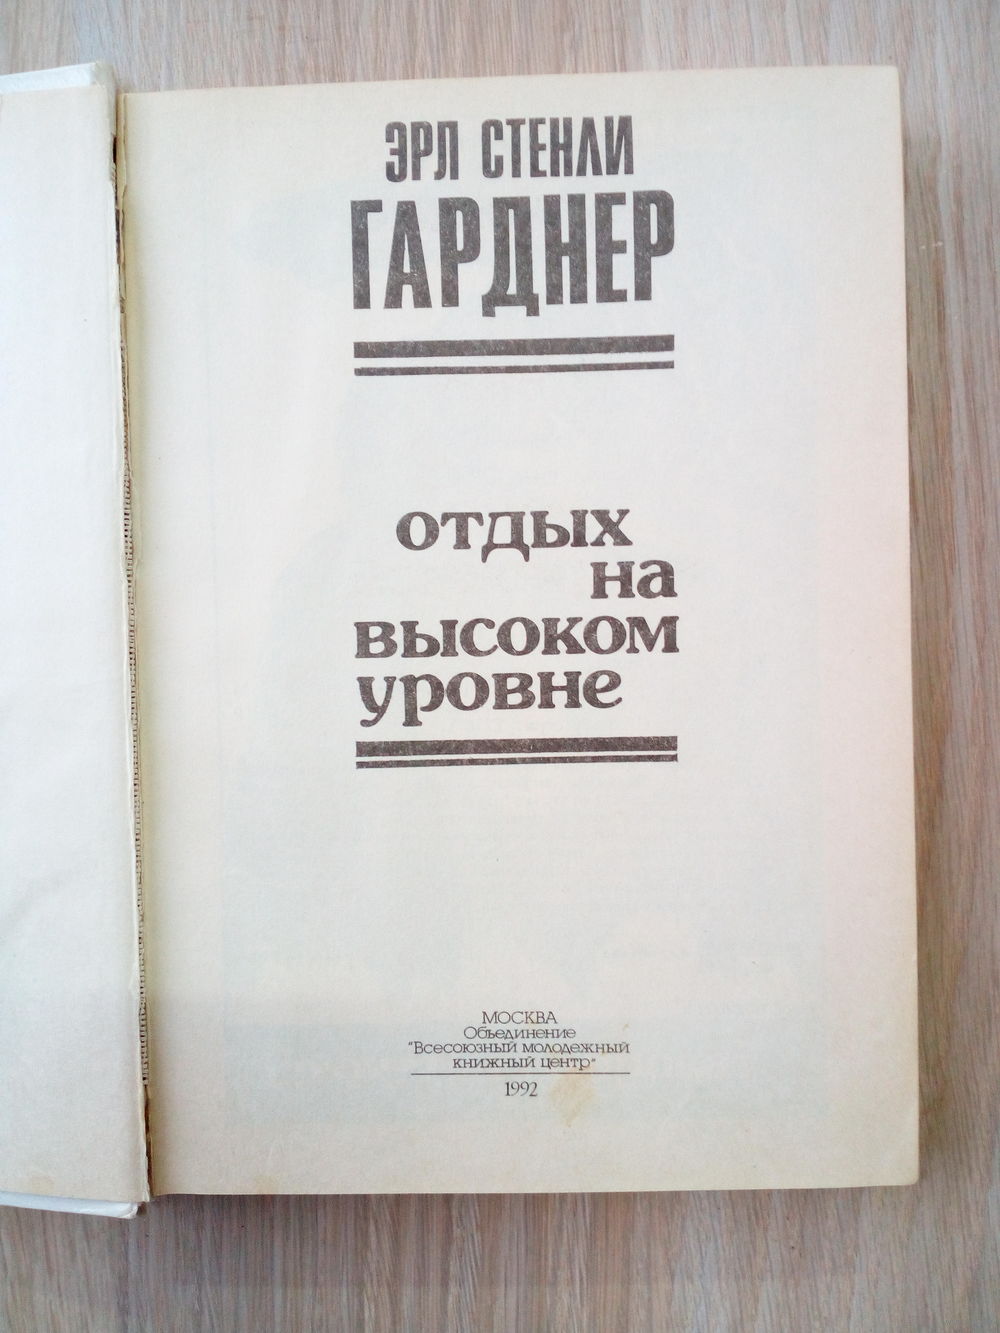 ЭРЛ СТЕНЛИ
ГАРДНЕР
ОТДЫХ
НА
ВЫСОКОМ
УРОВНЕ
МОСКВА
Объединение
"Всесоюзный молодежный
книжный центр"
1992